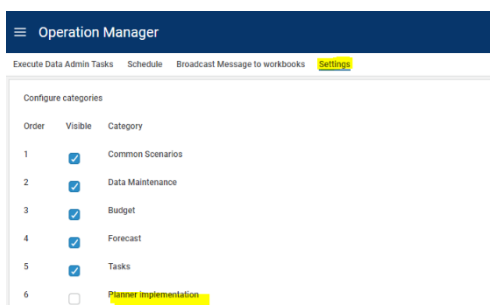 Operation Manager
Execute Data Admin Tasks Schedule Broadcast Message to workbooks Settings
Configure categories
Order Visible Category
1 Common Scenarios
2 Data Maintenance
3 Budget
4 Forecast
5 Tasks
6 Planner Implementation